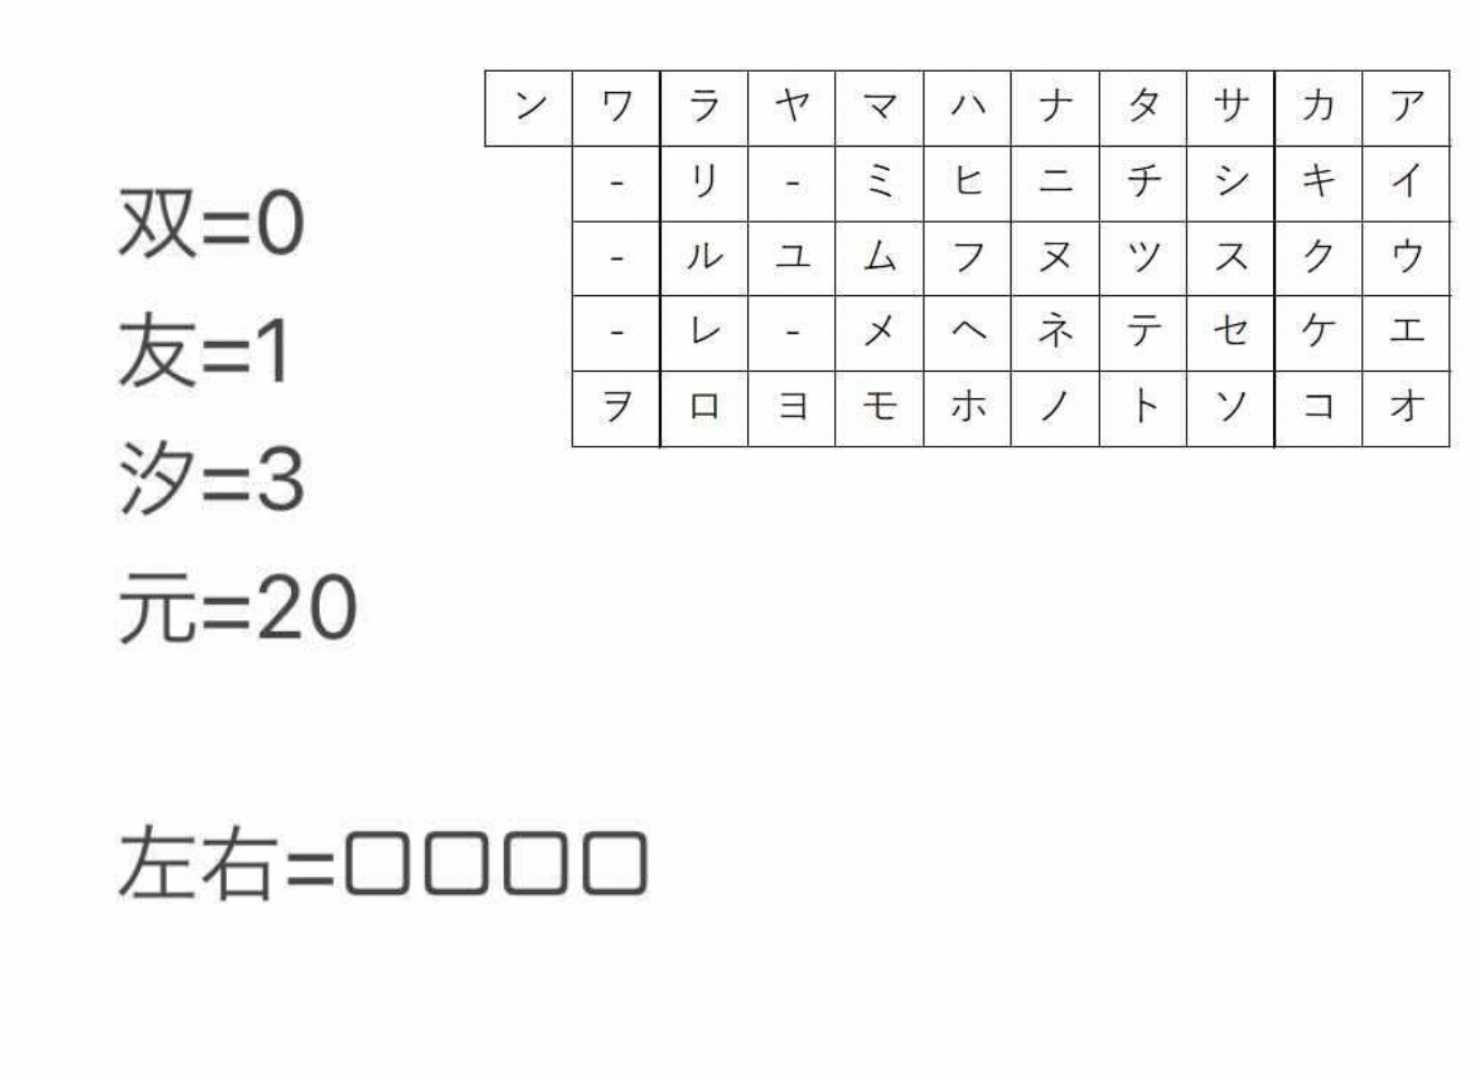 ン ワ ラ ヤ マ ハ ナ タ サ カ ア
- リ - ミ ヒ ニ チ シ キ イ
- ル ユ ム フ ヌ ツ ス ク ウ
- レ - メ ヘ ネ テ セ ケ エ
ヲ ロ ヨ モ ホ ノ ト ソ コ オ
双=0
友=1
汐=3
元=20
左右=□□□□